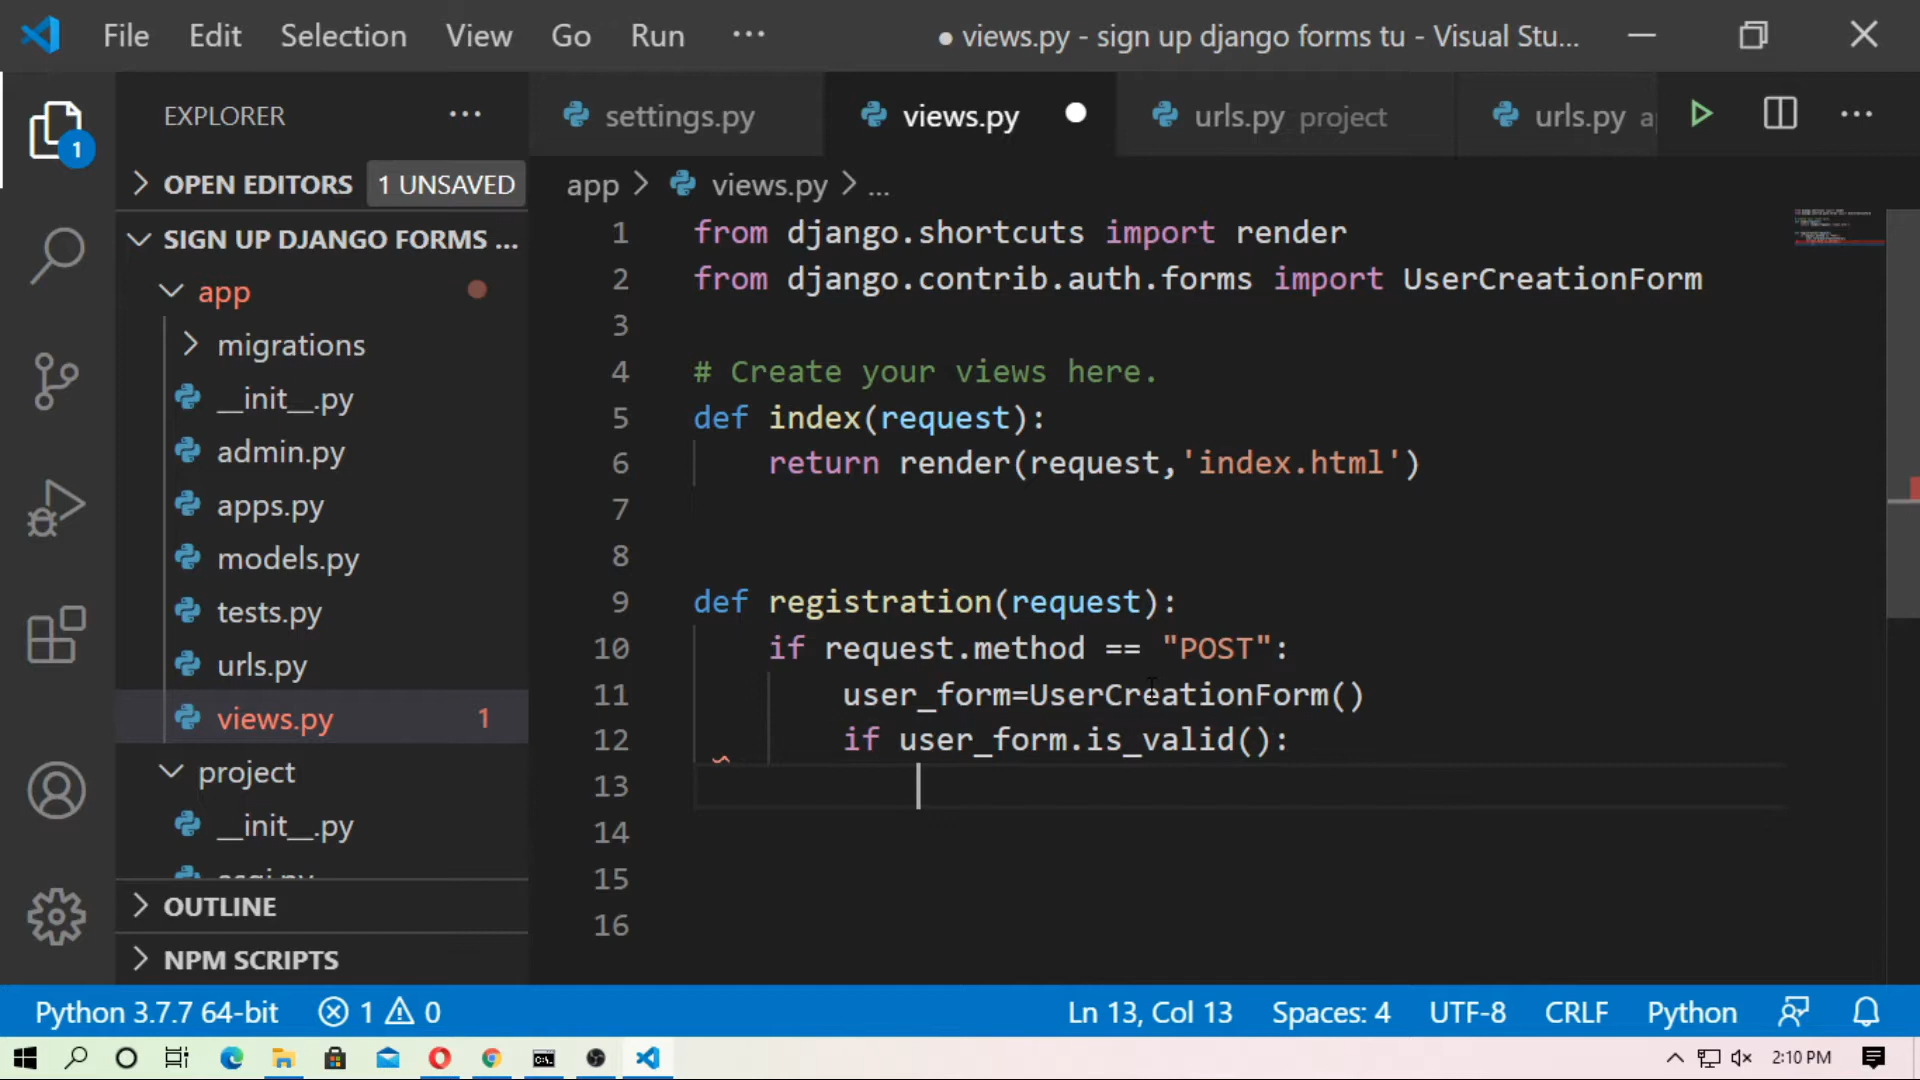 File Edit Selection View Go Run ··· ● views.py - sign up django forms tu - Visual Stu...
EXPLORER ···
settings.py views.py urls.py project urls.py
OPEN EDITORS 1 UNSAVED
app > views.py > ...
SIGN UP DJANGO FORMS ...
app
migrations
__init__.py
admin.py
apps.py
models.py
tests.py
urls.py
views.py 1
project
__init__.py
OUTLINE
NPM SCRIPTS
1 from django.shortcuts import render
2 from django.contrib.auth.forms import UserCreationForm
3
4 # Create your views here.
5 def index(request):
6 return render(request,'index.html')
7
8
9 def registration(request):
10 if request.method == "POST":
11 user_form=UserCreationForm()
12 if user_form.is_valid():
13
14
15
16
Python 3.7.7 64-bit 1 0 Ln 13, Col 13 Spaces: 4 UTF-8 CRLF Python
2:10 PM